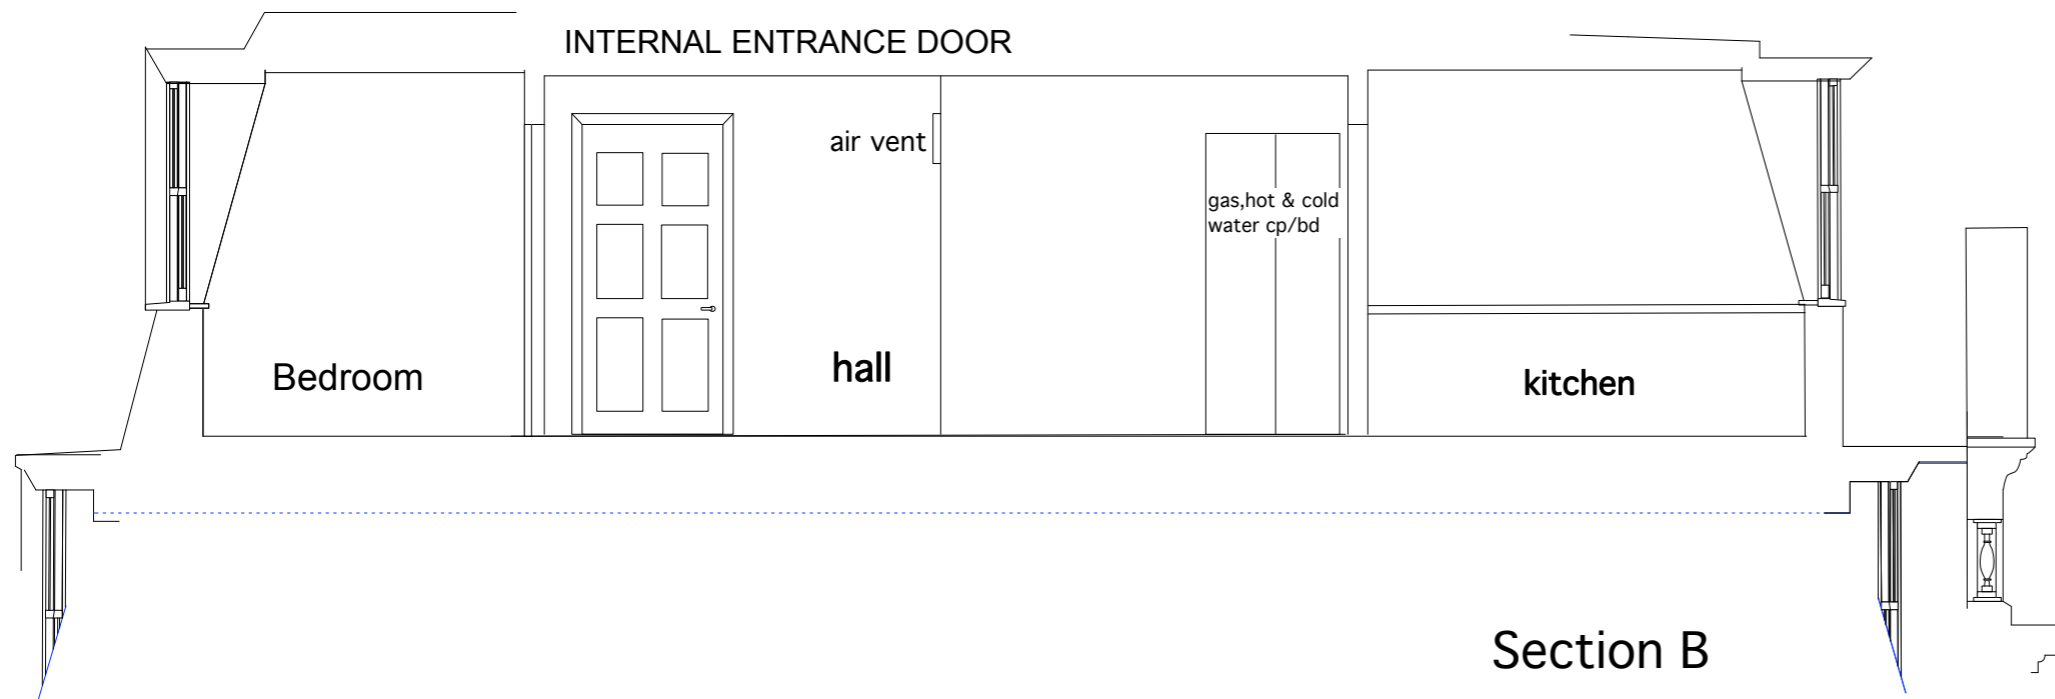 INTERNAL ENTRANCE DOOR
air vent
gas,hot & cold
water cp/bd
Bedroom
hall
kitchen
Section B